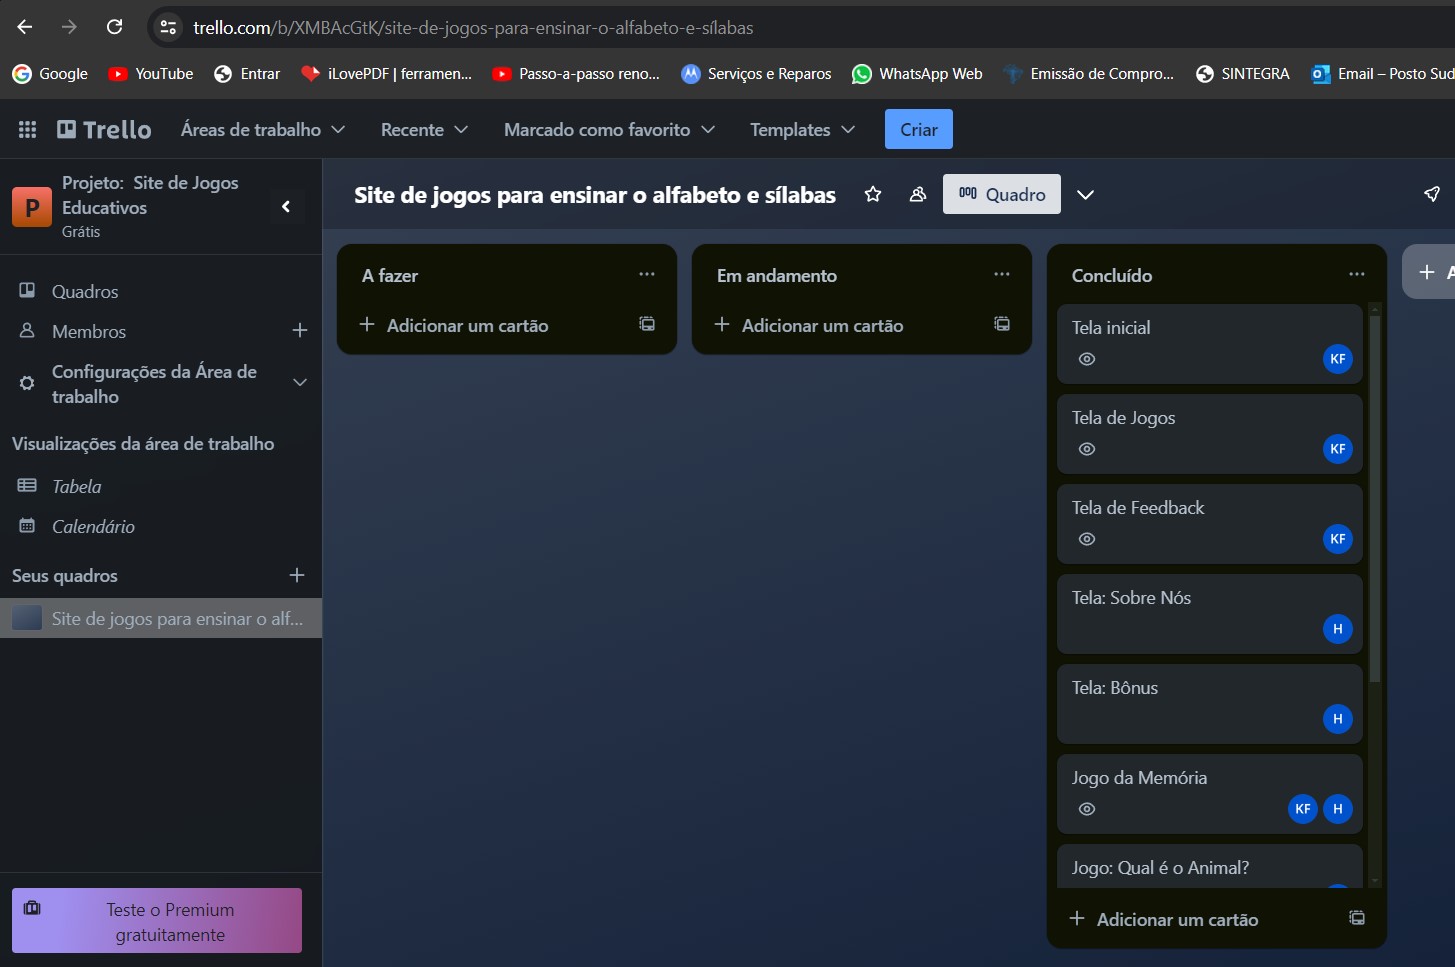 trello.com/b/XMBAcGtK/site-de-jogos-para-ensinar-o-alfabeto-e-sílabas
Google YouTube Entrar iLovePDF | ferramen... Passo-a-passo reno... Serviços e Reparos WhatsApp Web Emissão de Compro... SINTEGRA Email – Posto Sud
Trello Áreas de trabalho Recente Marcado como favorito Templates Criar
P
Projeto: Site de Jogos
Educativos
Grátis
Quadros
Membros
Configurações da Área de
trabalho
Visualizações da área de trabalho
Tabela
Calendário
Seus quadros
Site de jogos para ensinar o alf...
Teste o Premium
gratuitamente
Site de jogos para ensinar o alfabeto e sílabas Quadro
A fazer
Adicionar um cartão
Em andamento
Adicionar um cartão
Concluído
Tela inicial
KF
Tela de Jogos
KF
Tela de Feedback
KF
Tela: Sobre Nós
H
Tela: Bônus
H
Jogo da Memória
KF H
Jogo: Qual é o Animal?
Adicionar um cartão